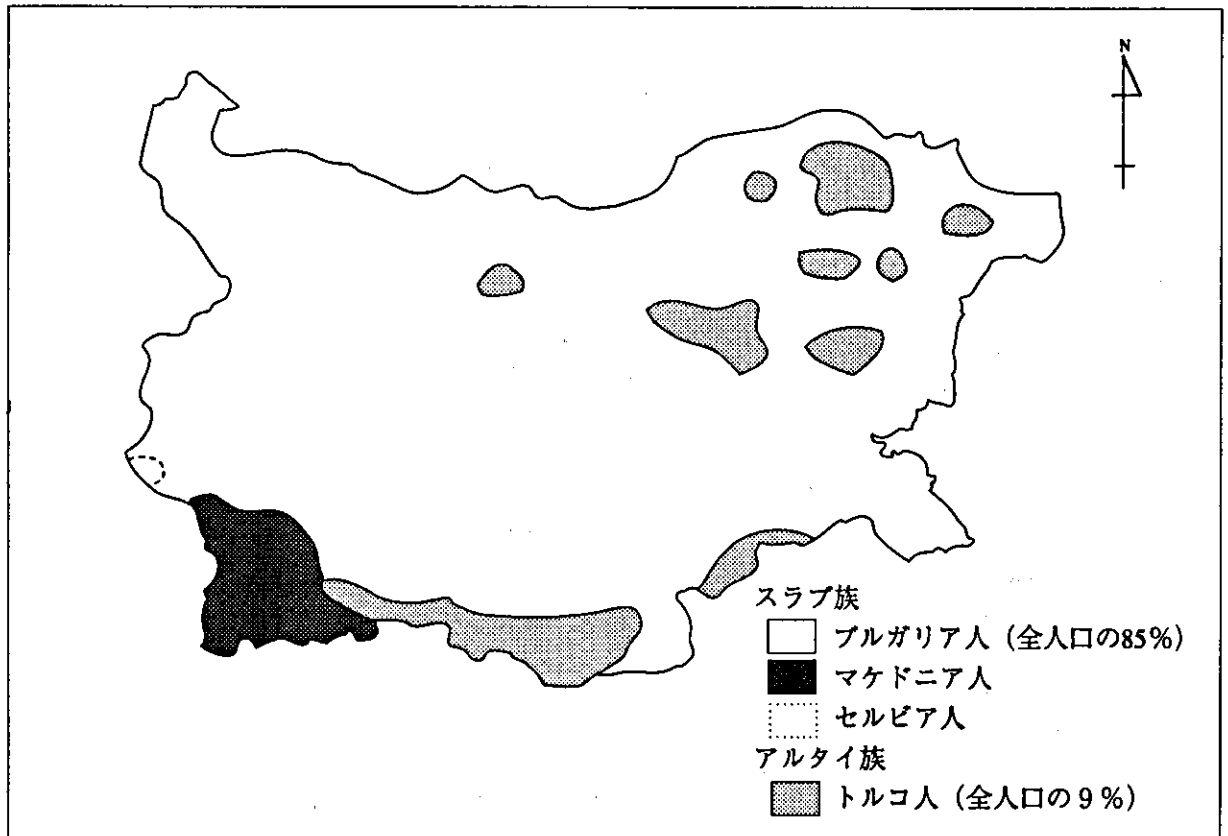 N
スラブ族
ブルガリア人（全人口の85%）
マケドニア人
セルビア人
アルタイ族
トルコ人（全人口の9%）